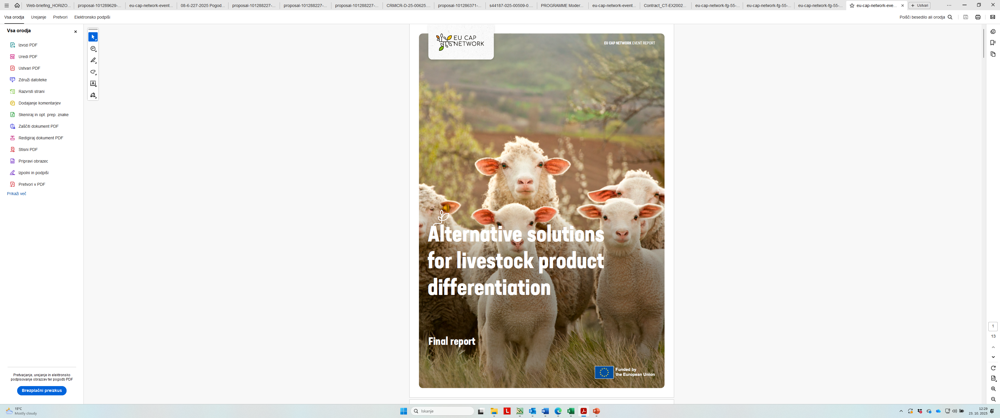 Web-briefing_HORIZO...
proposal-101289629-...
eu-cap-network-event...
08-6-227-2025 Pogod...
proposal-101288227-...
proposal-101288227-...
proposal-101288227-...
CRMICR-D-25-00625....
proposal-101286371-...
s44187-025-00509-0....
PROGRAMME Moder...
eu-cap-network-event...
Contract_CT-EX2002...
eu-cap-network-fg-55-...
eu-cap-network-fg-55-...
eu-cap-network-fg-55-...
eu-cap-network-eve...
Ustvari
Vsa orodja
Urejanje
Pretvori
Elektronsko podpiši
Poišči besedilo ali orodja
Vsa orodja
Izvozi PDF
Uredi PDF
Ustvari PDF
Združi datoteke
Razvrsti strani
Dodajanje komentarjev
Skeniraj in opt. prep. znake
Zaščiti dokument PDF
Redigiraj dokument PDF
Stisni PDF
Pripravi obrazec
Izpolni in podpiši
Pretvori v PDF
Prikaži več
Pretvarjanje, urejanje in elektronsko
podpisovanje obrazcev ter pogodb PDF
Brezplačni preizkus
EU CAP
NETWORK
EU CAP NETWORK EVENT REPORT
Alternative solutions
for livestock product
differentiation
Final report
Funded by
the European Union
1
13
15°C
Mostly cloudy
Iskanje
12:29
23. 10. 2025